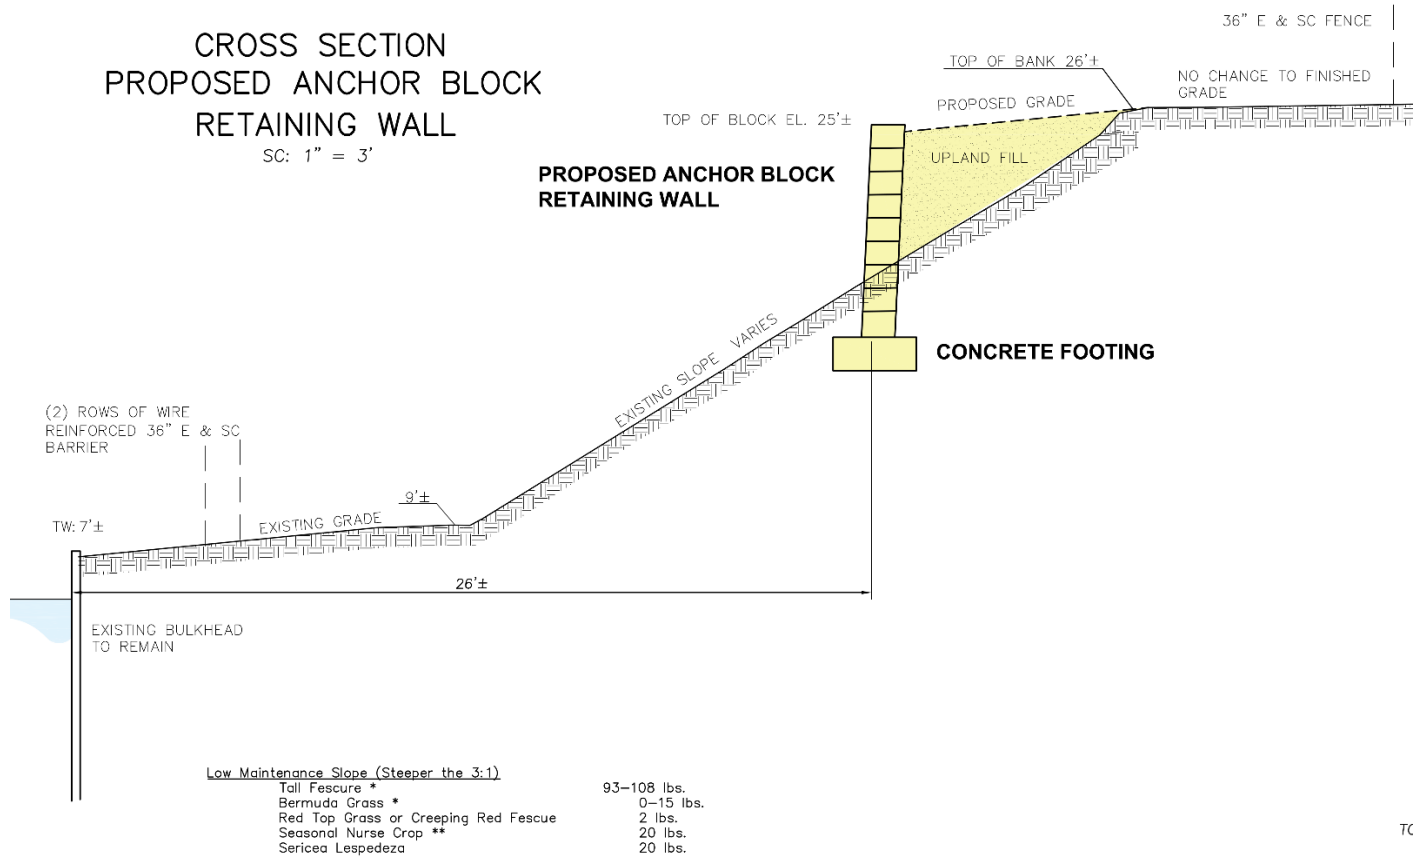 CROSS SECTION
PROPOSED ANCHOR BLOCK
RETAINING WALL
SC: 1" = 3'
36" E & SC FENCE
TOP OF BANK 26'±
NO CHANGE TO FINISHED
GRADE
PROPOSED GRADE
TOP OF BLOCK EL. 25'±
UPLAND FILL
PROPOSED ANCHOR BLOCK
RETAINING WALL
EXISTING SLOPE VARIES
CONCRETE FOOTING
(2) ROWS OF WIRE
REINFORCED 36" E & SC
BARRIER
9'±
TW: 7'±
EXISTING GRADE
26'±
EXISTING BULKHEAD
TO REMAIN
Low Maintenance Slope (Steeper the 3:1)
Tall Fescure * 93–108 lbs.
Bermuda Grass * 0–15 lbs.
Red Top Grass or Creeping Red Fescue 2 lbs.
Seasonal Nurse Crop ** 20 lbs.
Sericea Lespedeza 20 lbs.